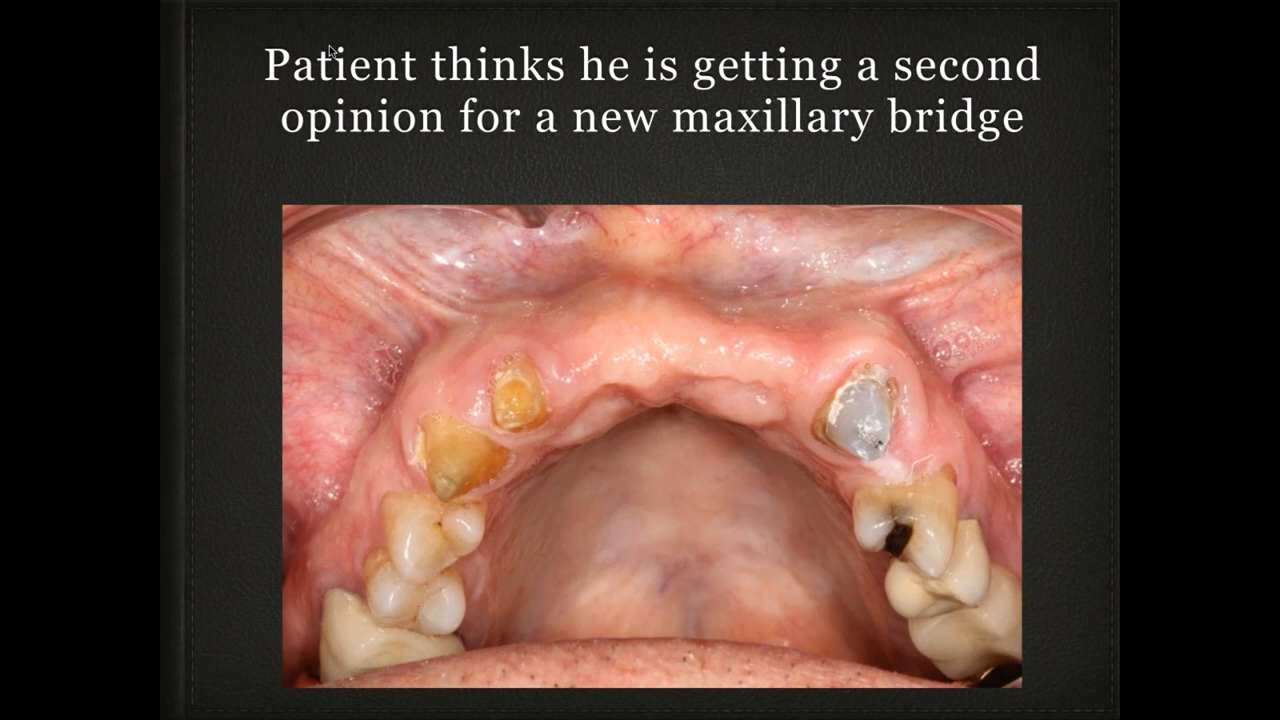 Patient thinks he is getting a second
opinion for a new maxillary bridge